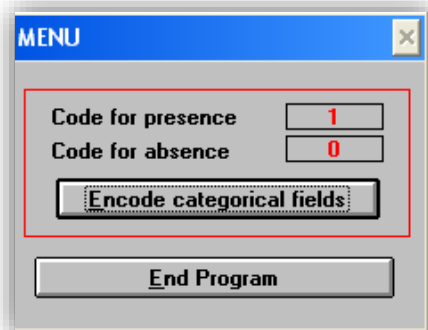 MENU
Code for presence 1
Code for absence 0
Encode categorical fields
End Program